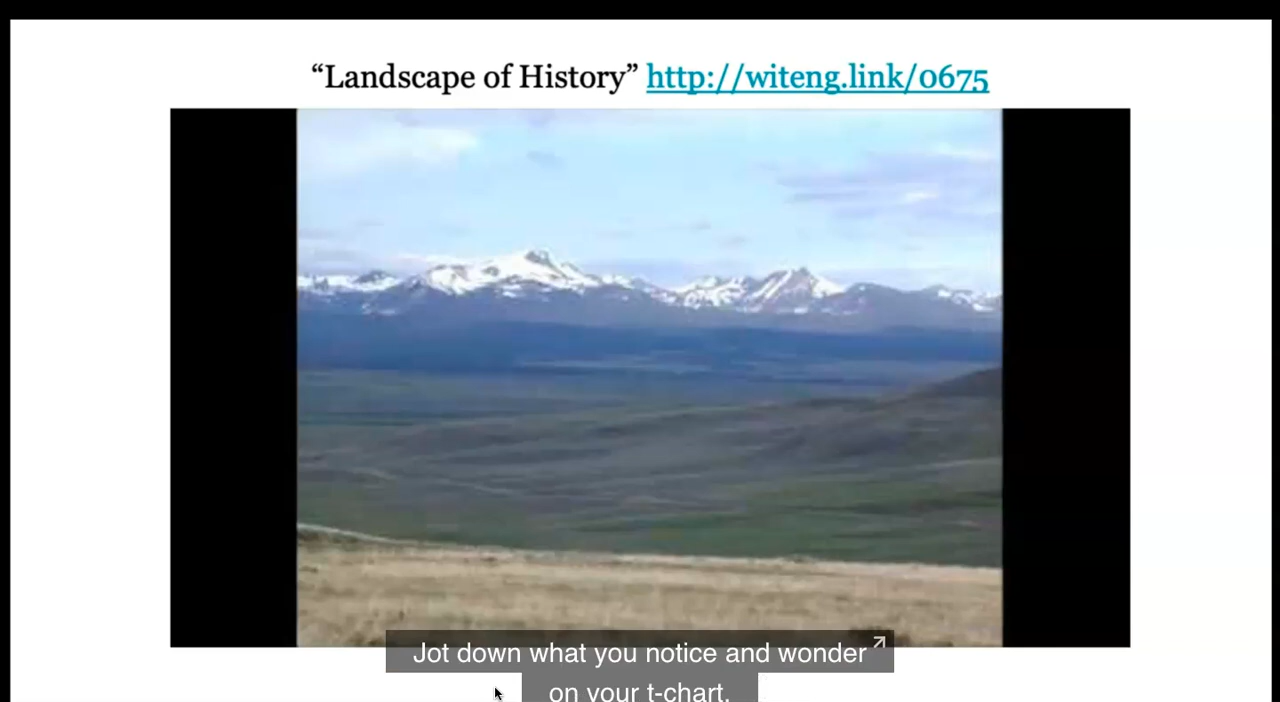 “Landscape of History” http://witeng.link/0675
Jot down what you notice and wonder
on your t-chart.